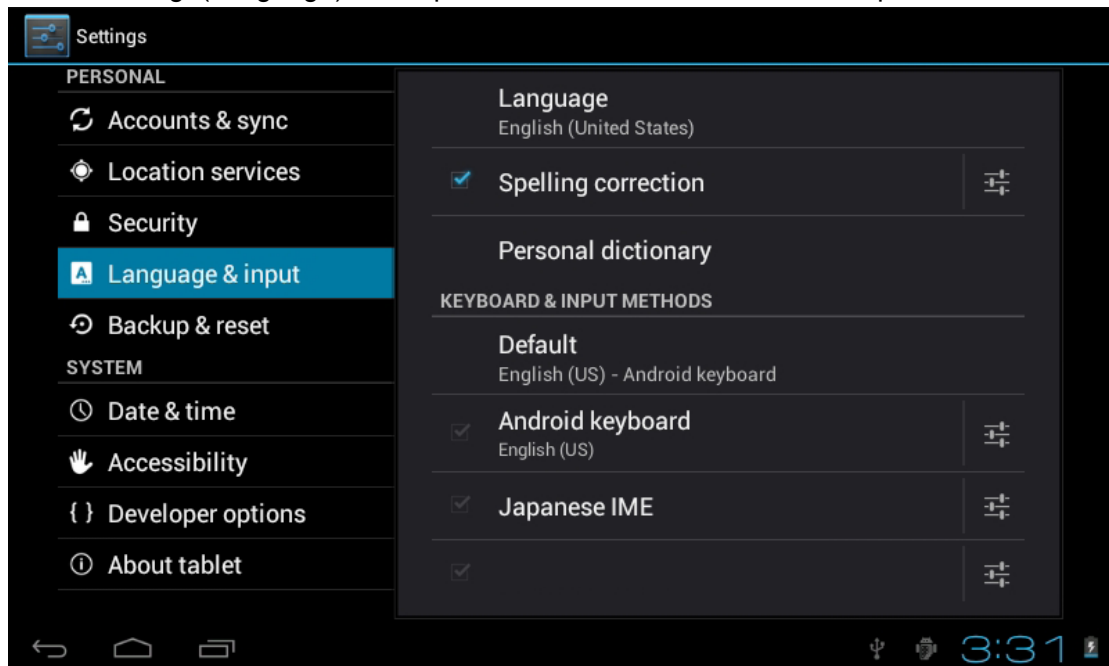 Settings
PERSONAL
Accounts & sync
Location services
Security
Language & input
Backup & reset
SYSTEM
Date & time
Accessibility
{ } Developer options
About tablet
Language
English (United States)
Spelling correction
Personal dictionary
KEYBOARD & INPUT METHODS
Default
English (US) - Android keyboard
Android keyboard
English (US)
Japanese IME
3:31